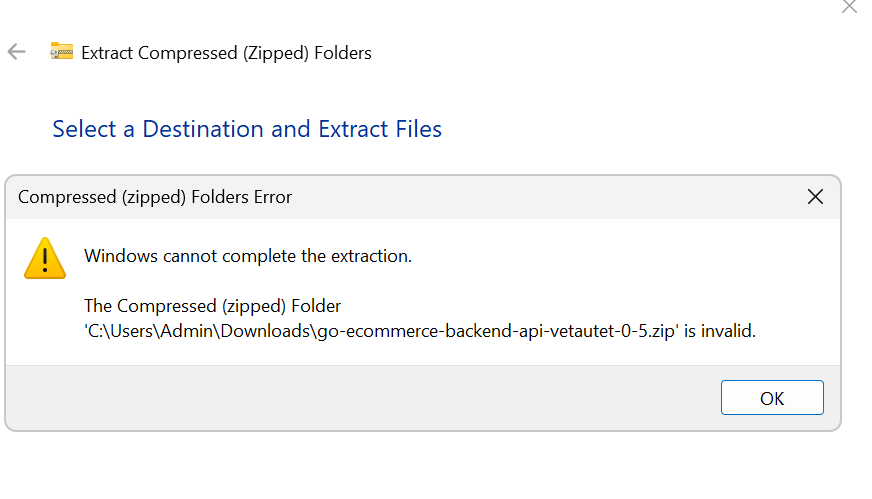 Extract Compressed (Zipped) Folders
Select a Destination and Extract Files
Compressed (zipped) Folders Error
Windows cannot complete the extraction.
The Compressed (zipped) Folder
'C:\Users\Admin\Downloads\go-ecommerce-backend-api-vetautet-0-5.zip' is invalid.
OK